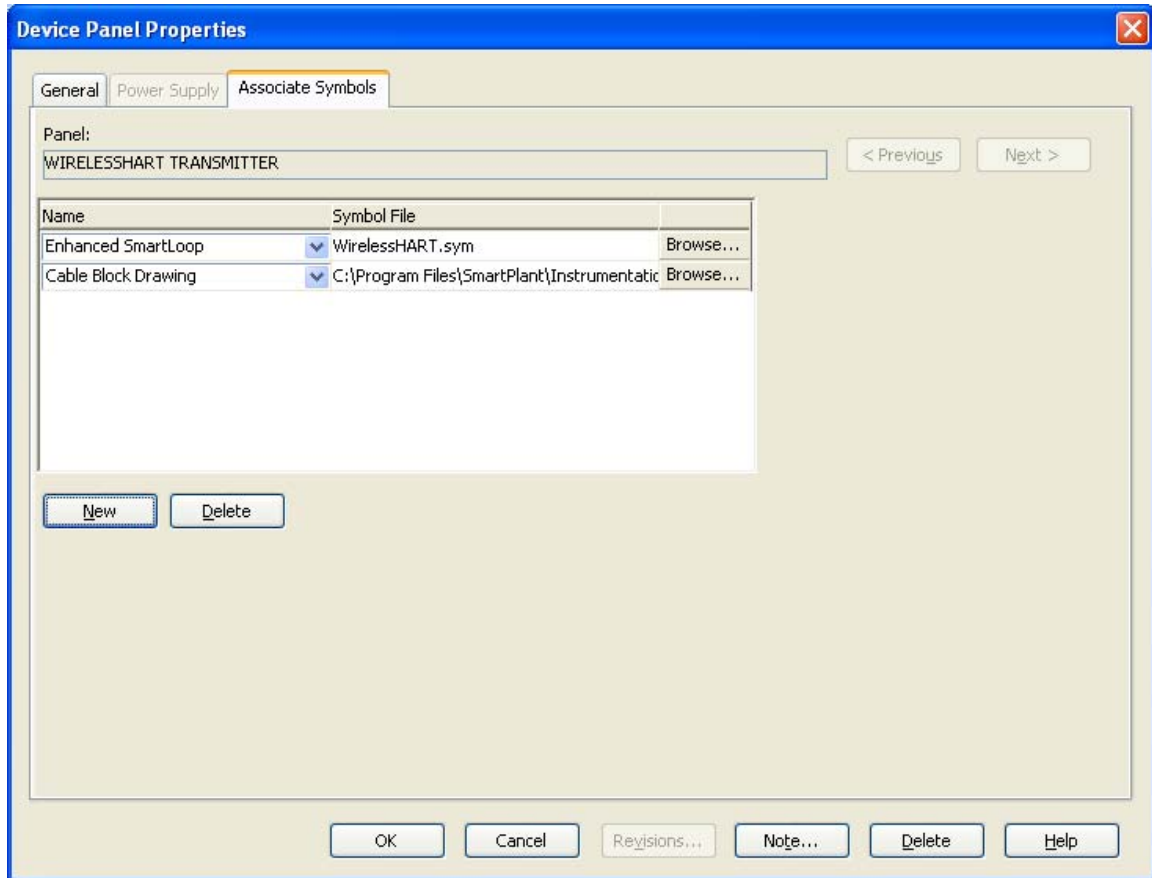 Device Panel Properties
General Power Supply Associate Symbols
Panel:
WIRELESSHART TRANSMITTER
< Previous Next >
Name Symbol File
Enhanced SmartLoop WirelessHART.sym Browse...
Cable Block Drawing C:\Program Files\SmartPlant\Instrumentatic Browse...
New Delete
OK Cancel Revisions... Note... Delete Help